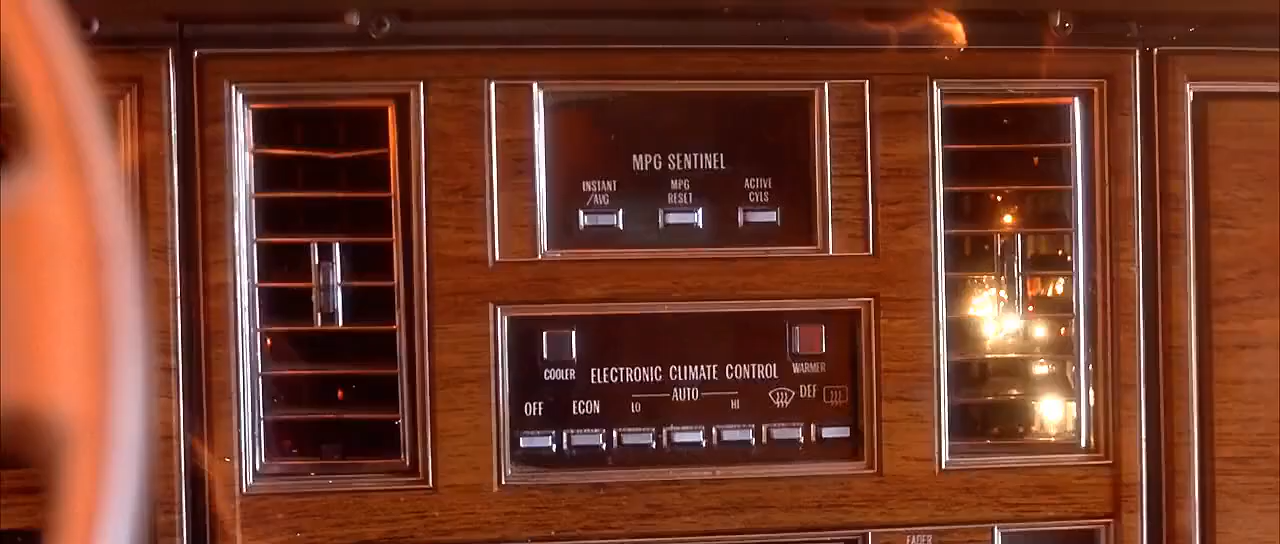 MPG SENTINEL
INSTANT
/AVG
MPG
RESET
ACTIVE
CYLS
COOLER
WARMER
ELECTRONIC CLIMATE CONTROL
OFF
ECON
LO
AUTO
HI
DEF
FADER